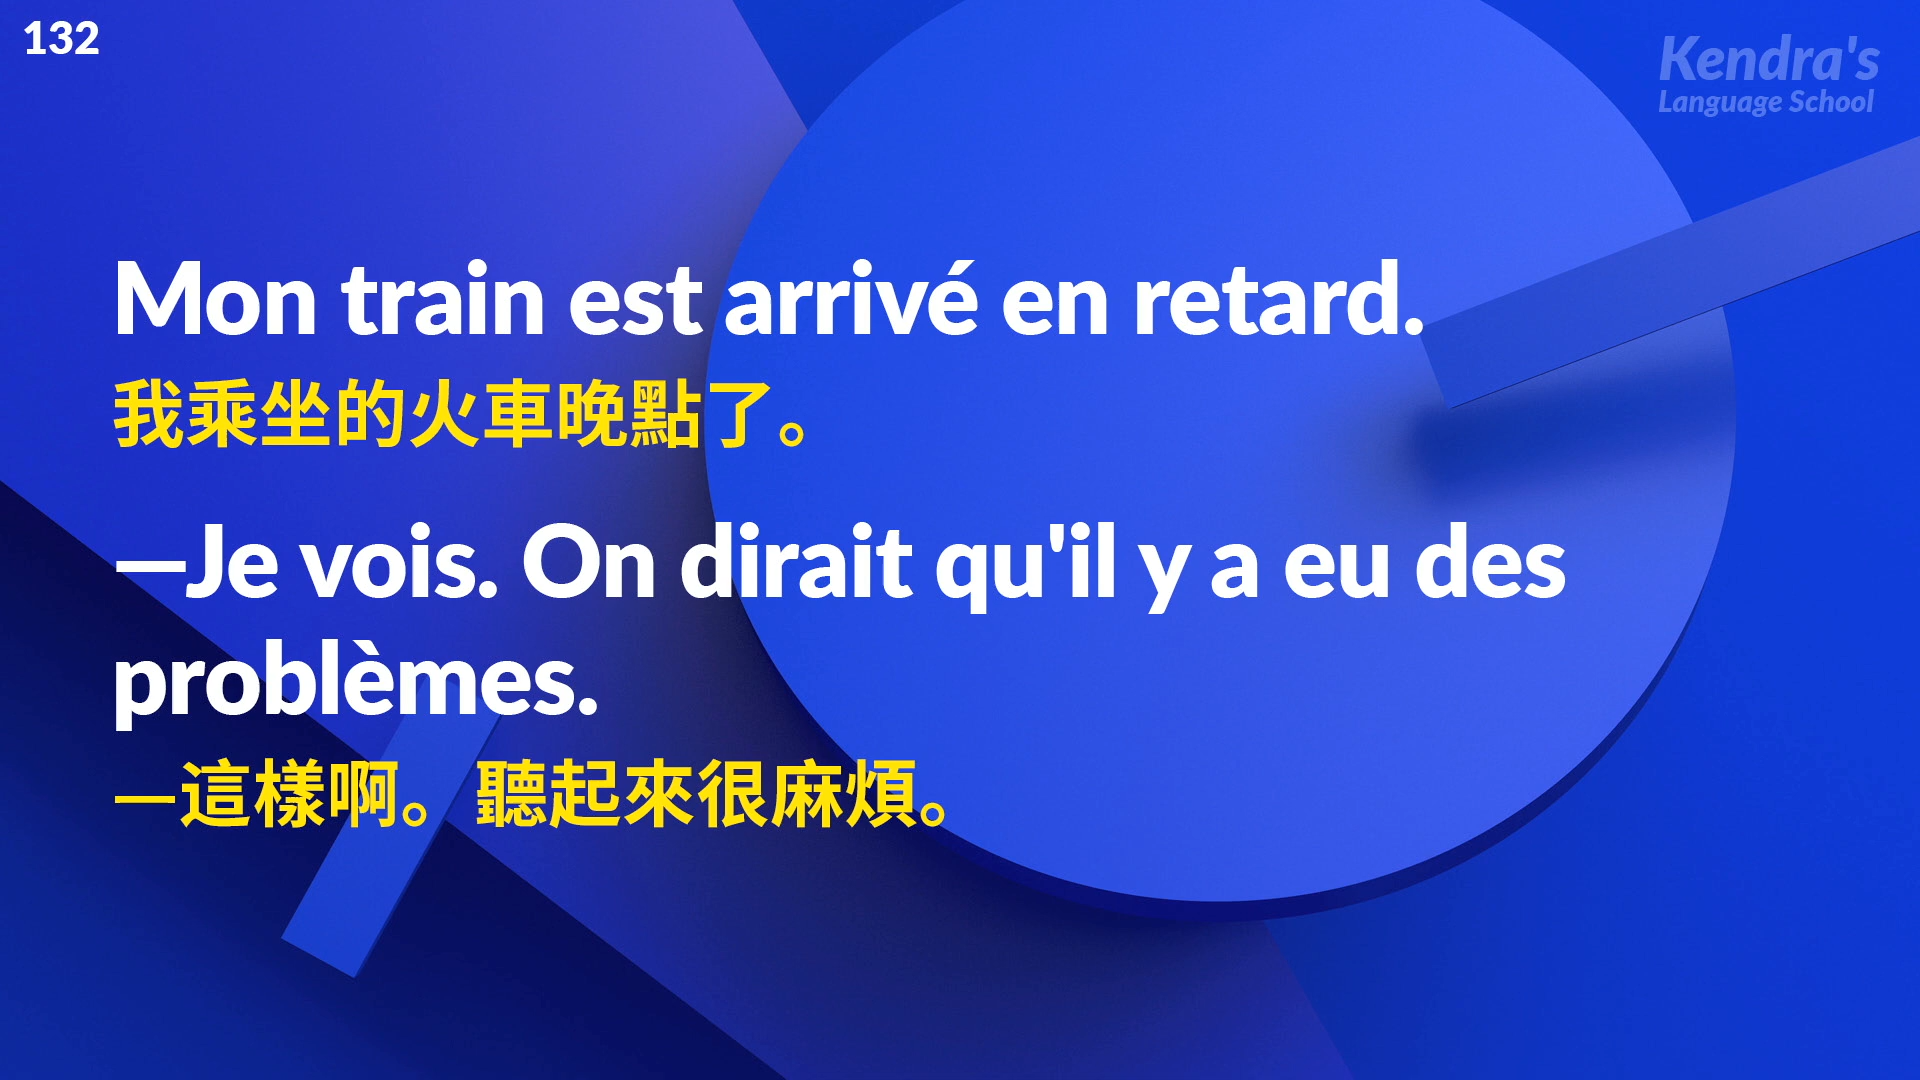 132
Kendra's
Language School
Mon train est arrivé en retard.
我乘坐的火車晚點了。
—Je vois. On dirait qu'il y a eu des
problèmes.
—這樣啊。聽起來很麻煩。